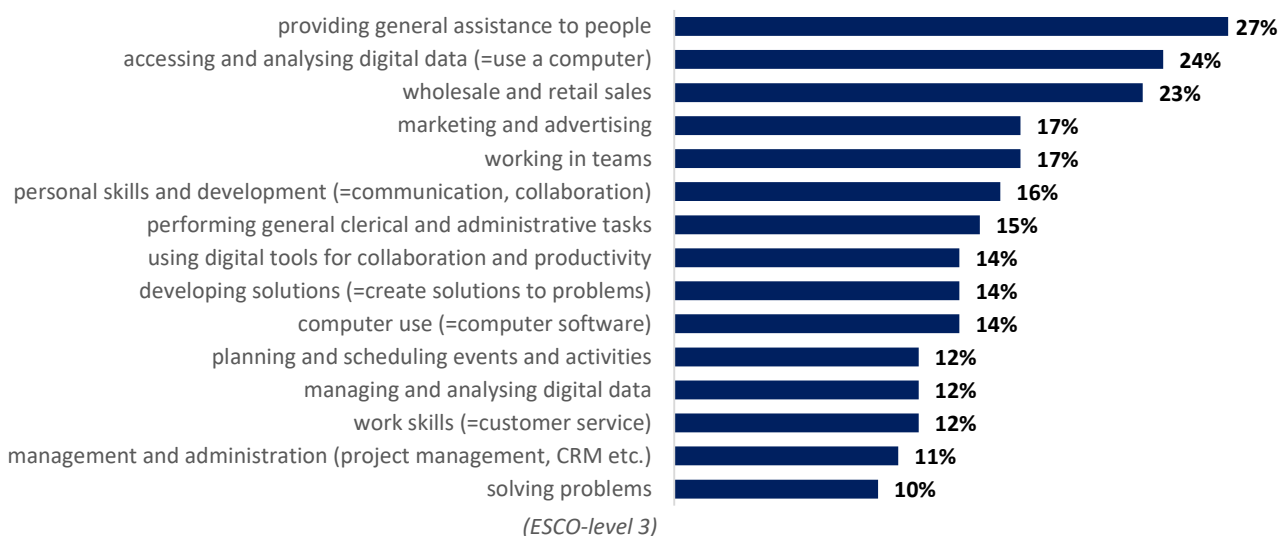 providing general assistance to people 27%
accessing and analysing digital data (=use a computer) 24%
wholesale and retail sales 23%
marketing and advertising 17%
working in teams 17%
personal skills and development (=communication, collaboration) 16%
performing general clerical and administrative tasks 15%
using digital tools for collaboration and productivity 14%
developing solutions (=create solutions to problems) 14%
computer use (=computer software) 14%
planning and scheduling events and activities 12%
managing and analysing digital data 12%
work skills (=customer service) 12%
management and administration (project management, CRM etc.) 11%
solving problems 10%
(ESCO-level 3)